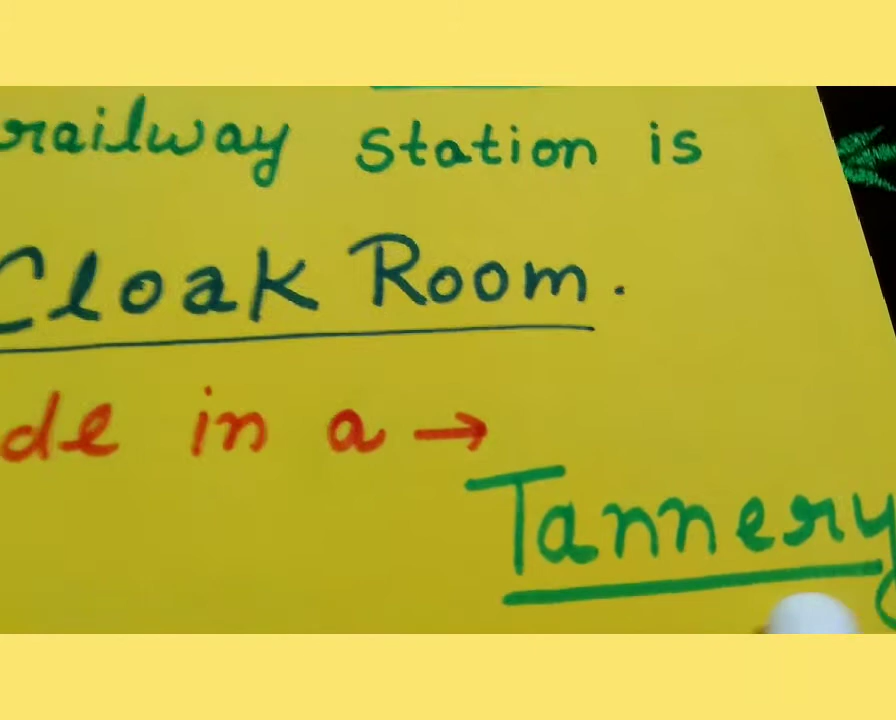 railway station is
Cloak Room.
de in a →
Tannery